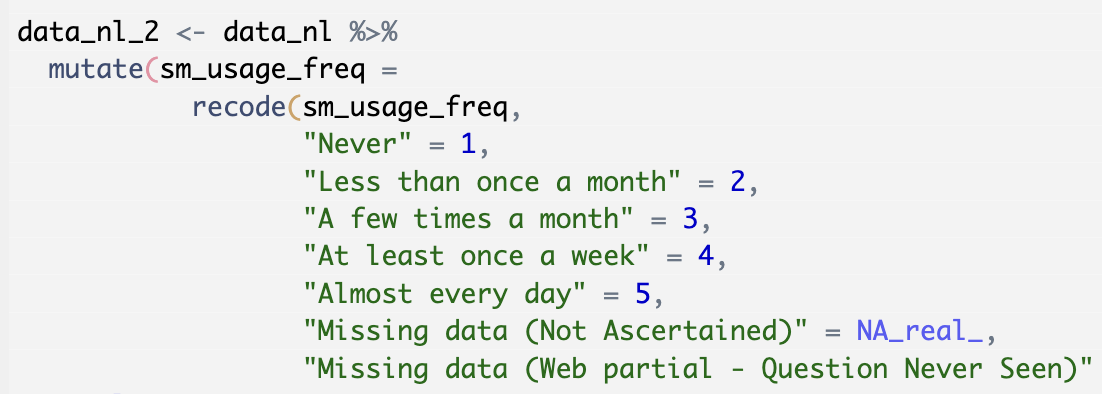 data_nl_2 <- data_nl %>%
mutate(sm_usage_freq =
recode(sm_usage_freq,
"Never" = 1,
"Less than once a month" = 2,
"A few times a month" = 3,
"At least once a week" = 4,
"Almost every day" = 5,
"Missing data (Not Ascertained)" = NA_real_,
"Missing data (Web partial - Question Never Seen)"